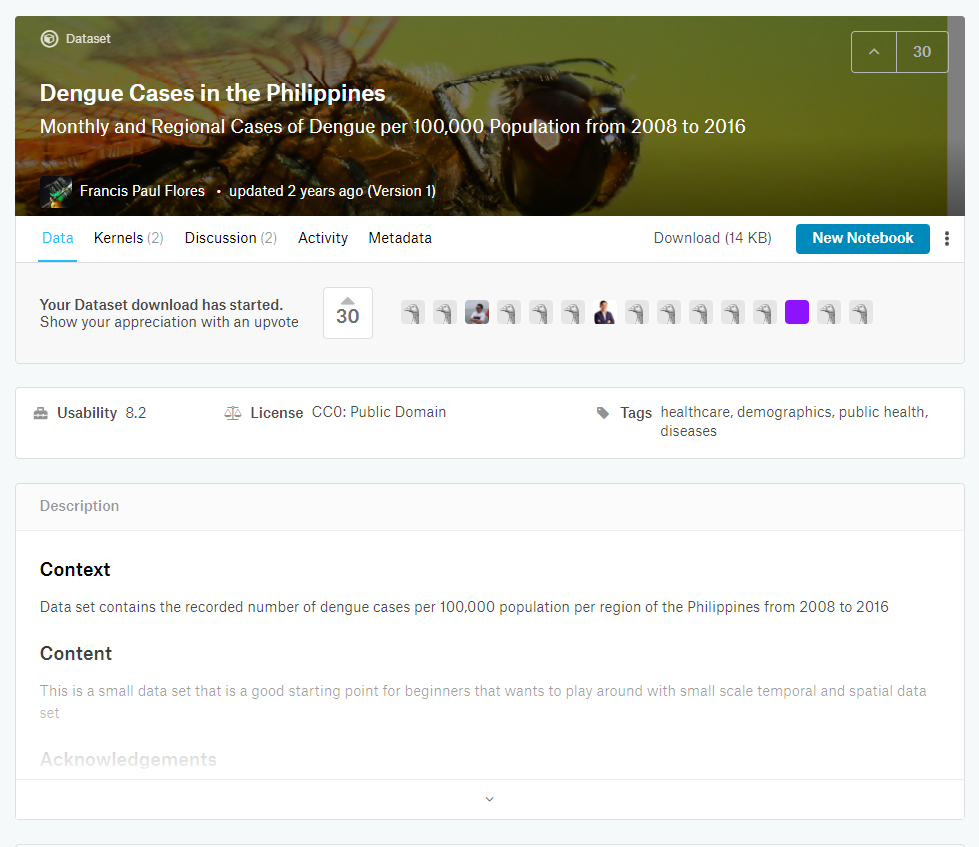 Dataset
30
Dengue Cases in the Philippines
Monthly and Regional Cases of Dengue per 100,000 Population from 2008 to 2016
Francis Paul Flores • updated 2 years ago (Version 1)
Data Kernels (2) Discussion (2) Activity Metadata Download (14 KB) New Notebook
Your Dataset download has started.
Show your appreciation with an upvote
30
Usability 8.2 License CC0: Public Domain Tags healthcare, demographics, public health,
diseases
Description
Context
Data set contains the recorded number of dengue cases per 100,000 population per region of the Philippines from 2008 to 2016
Content
This is a small data set that is a good starting point for beginners that wants to play around with small scale temporal and spatial data
set
Acknowledgements